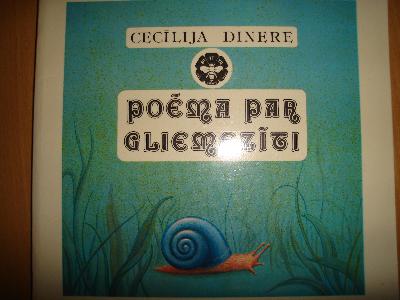 CECĪLIJA DINERE
POĒMA PAR
GLIEMEZĪTI